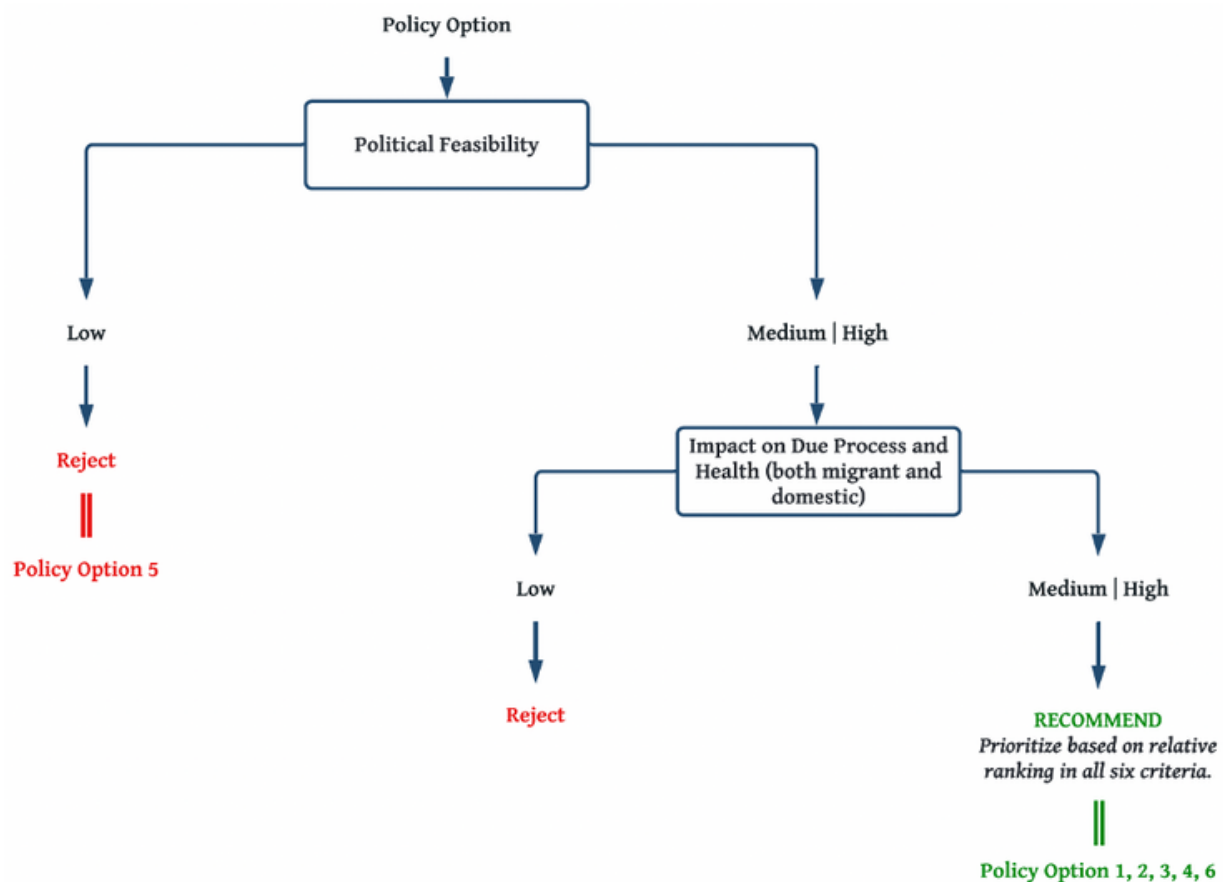 Policy Option
Political Feasibility
Low
Medium | High
Reject
Policy Option 5
Impact on Due Process and
Health (both migrant and
domestic)
Low
Medium | High
Reject
RECOMMEND
Prioritize based on relative
ranking in all six criteria.
Policy Option 1, 2, 3, 4, 6